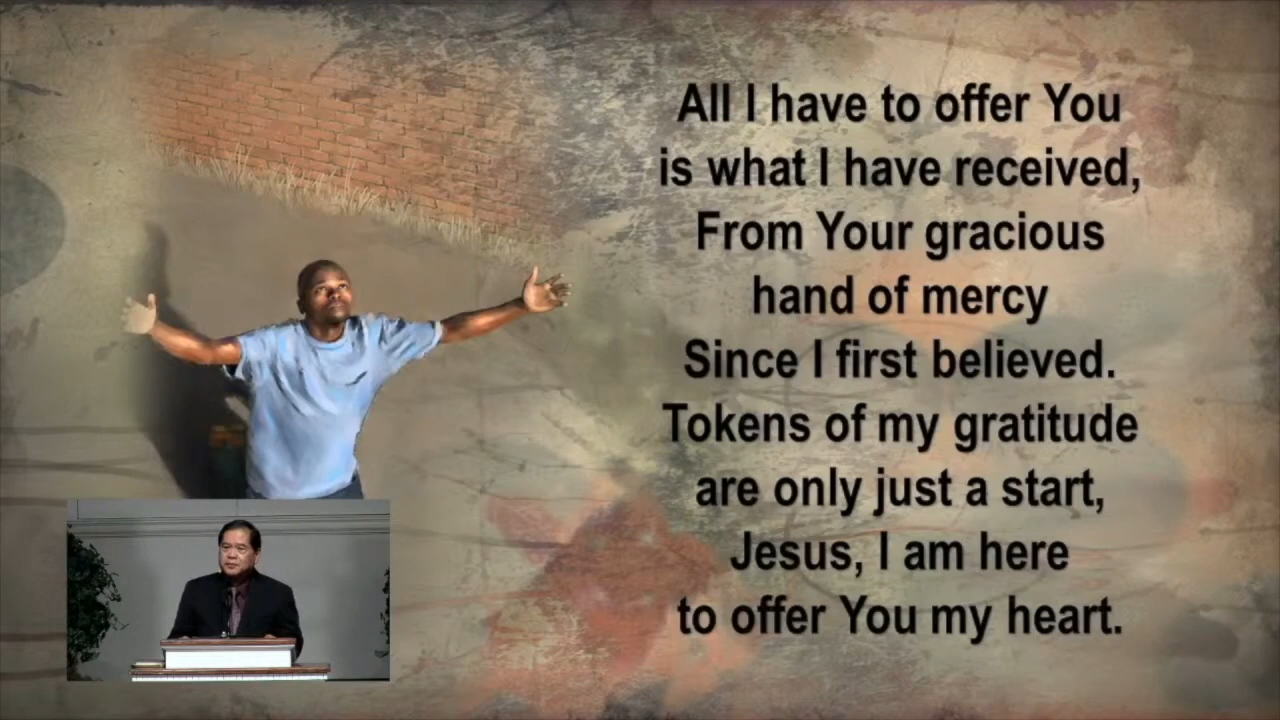 All I have to offer You
is what I have received,
From Your gracious
hand of mercy
Since I first believed.
Tokens of my gratitude
are only just a start,
Jesus, I am here
to offer You my heart.